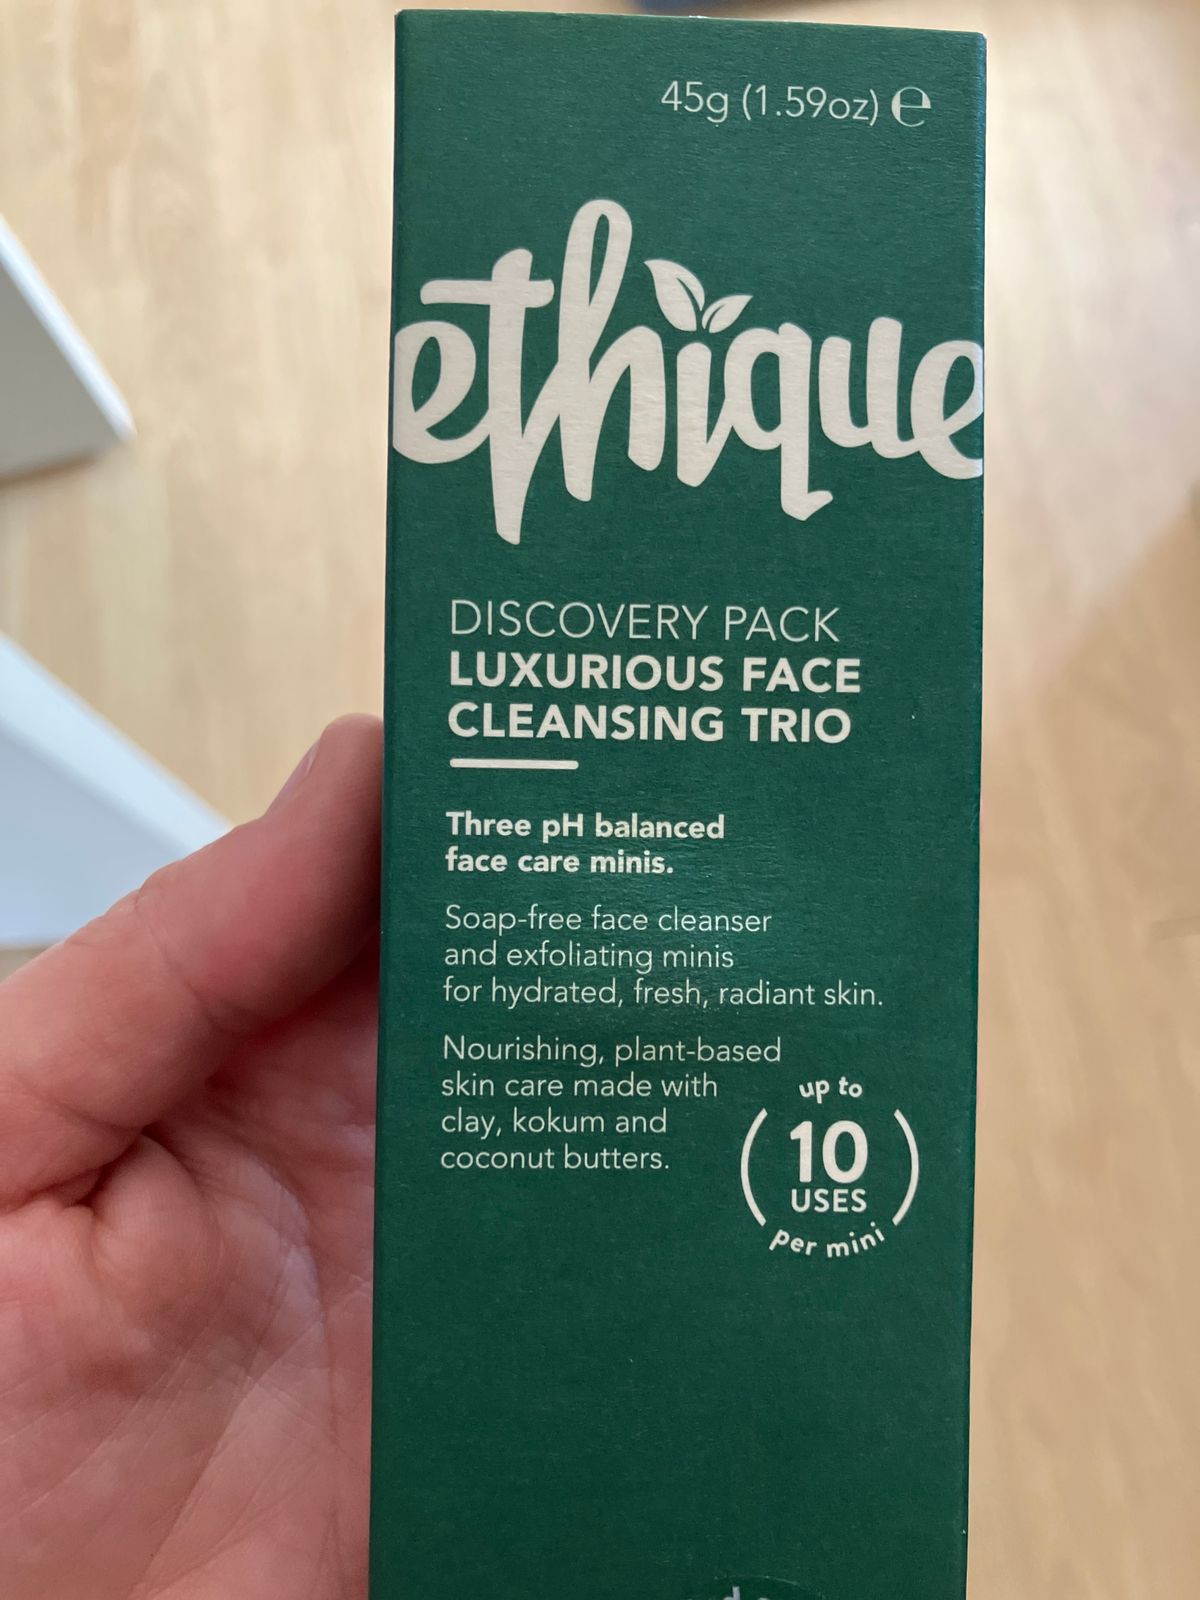 45g (1.59oz) ℮
ethique
DISCOVERY PACK
LUXURIOUS FACE
CLEANSING TRIO
Three pH balanced
face care minis.
Soap-free face cleanser
and exfoliating minis
for hydrated, fresh, radiant skin.
Nourishing, plant-based
skin care made with
clay, kokum and
coconut butters.
up to
10
USES
per mini